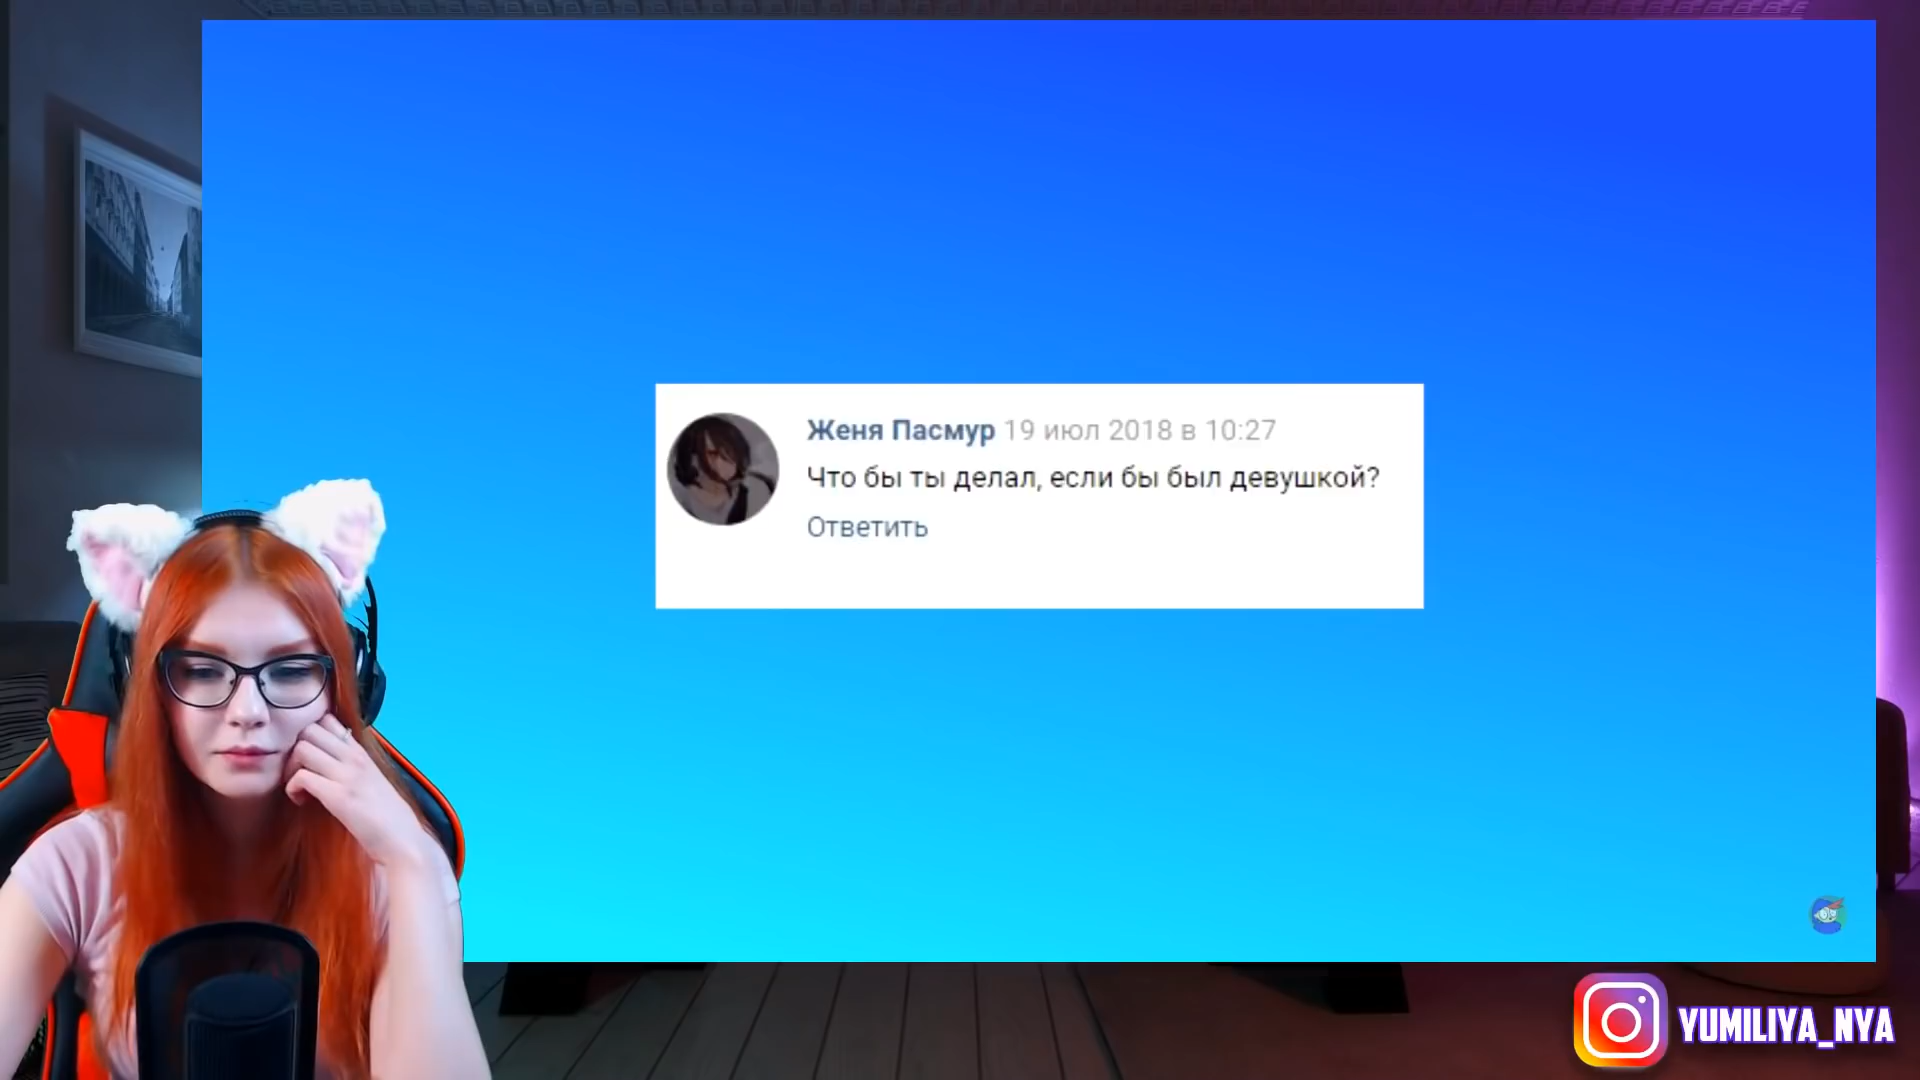 Женя Пасмур 19 июл 2018 в 10:27
Что бы ты делал, если бы был девушкой?
Ответить
YUMILIYA_NYA